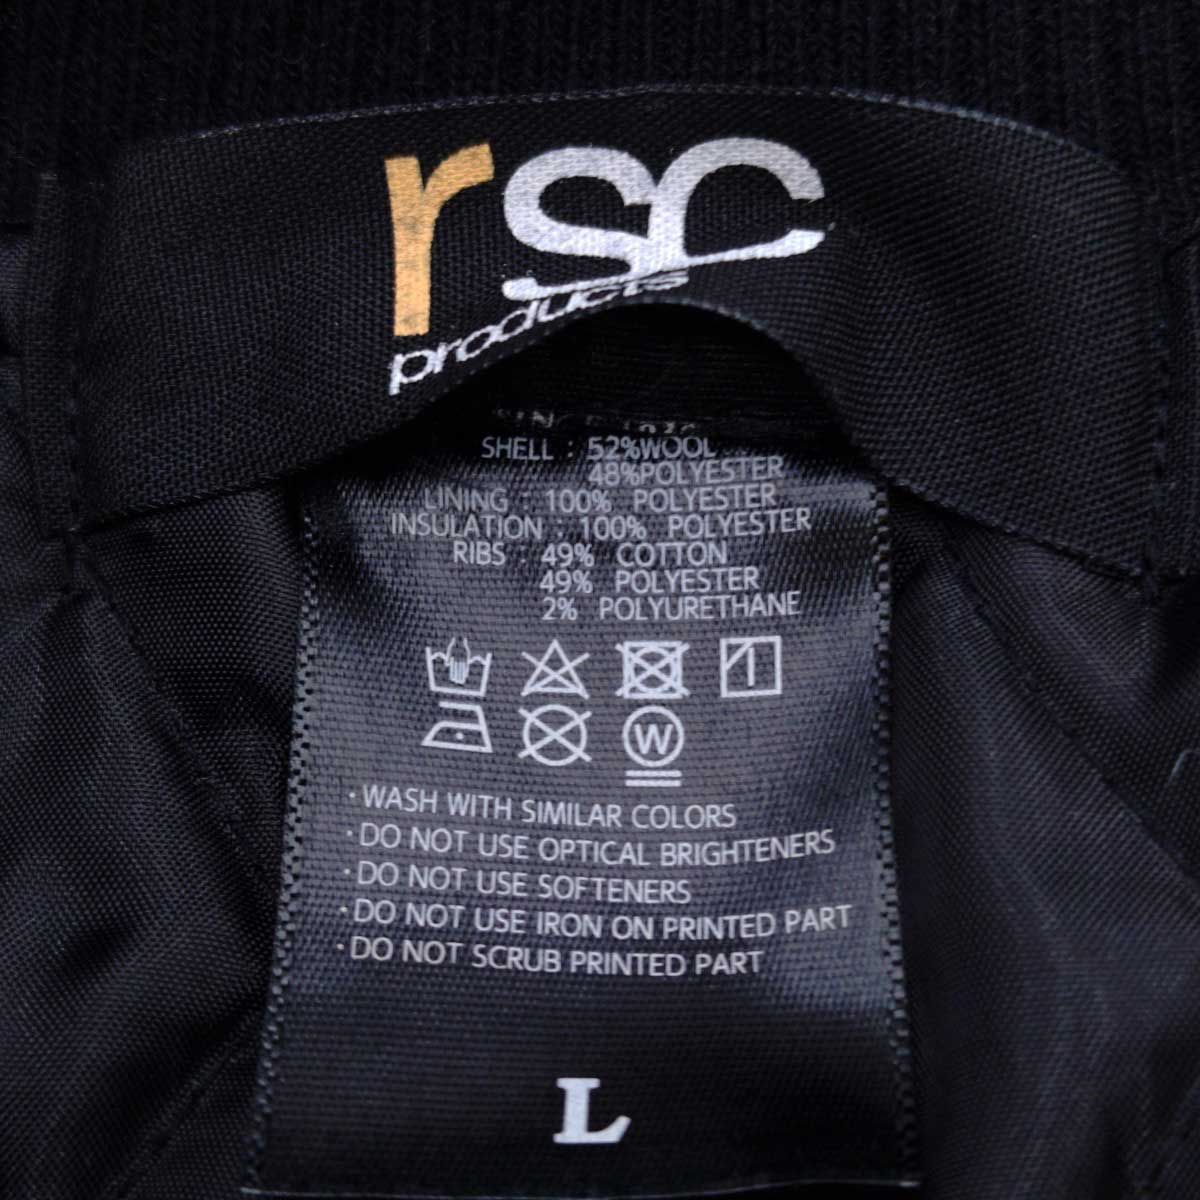 rsc
products
SHELL : 52%WOOL
48%POLYESTER
LINING : 100% POLYESTER
INSULATION : 100% POLYESTER
RIBS : 49% COTTON
49% POLYESTER
2% POLYURETHANE
W
· WASH WITH SIMILAR COLORS
· DO NOT USE OPTICAL BRIGHTENERS
· DO NOT USE SOFTENERS
· DO NOT USE IRON ON PRINTED PART
· DO NOT SCRUB PRINTED PART
L